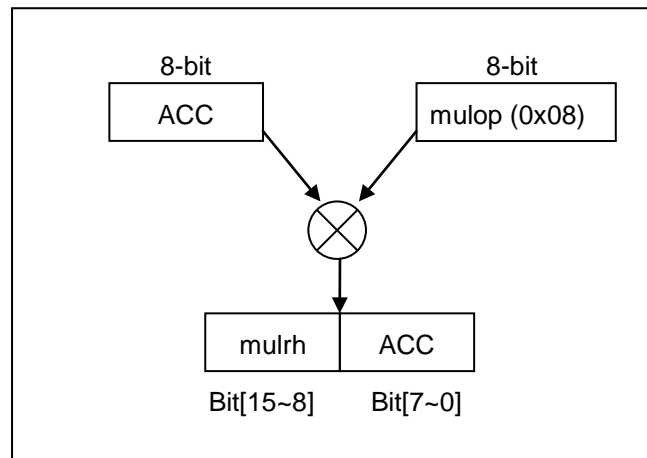 8-bit 8-bit
ACC mulop (0x08)
mulrh ACC
Bit[15~8] Bit[7~0]